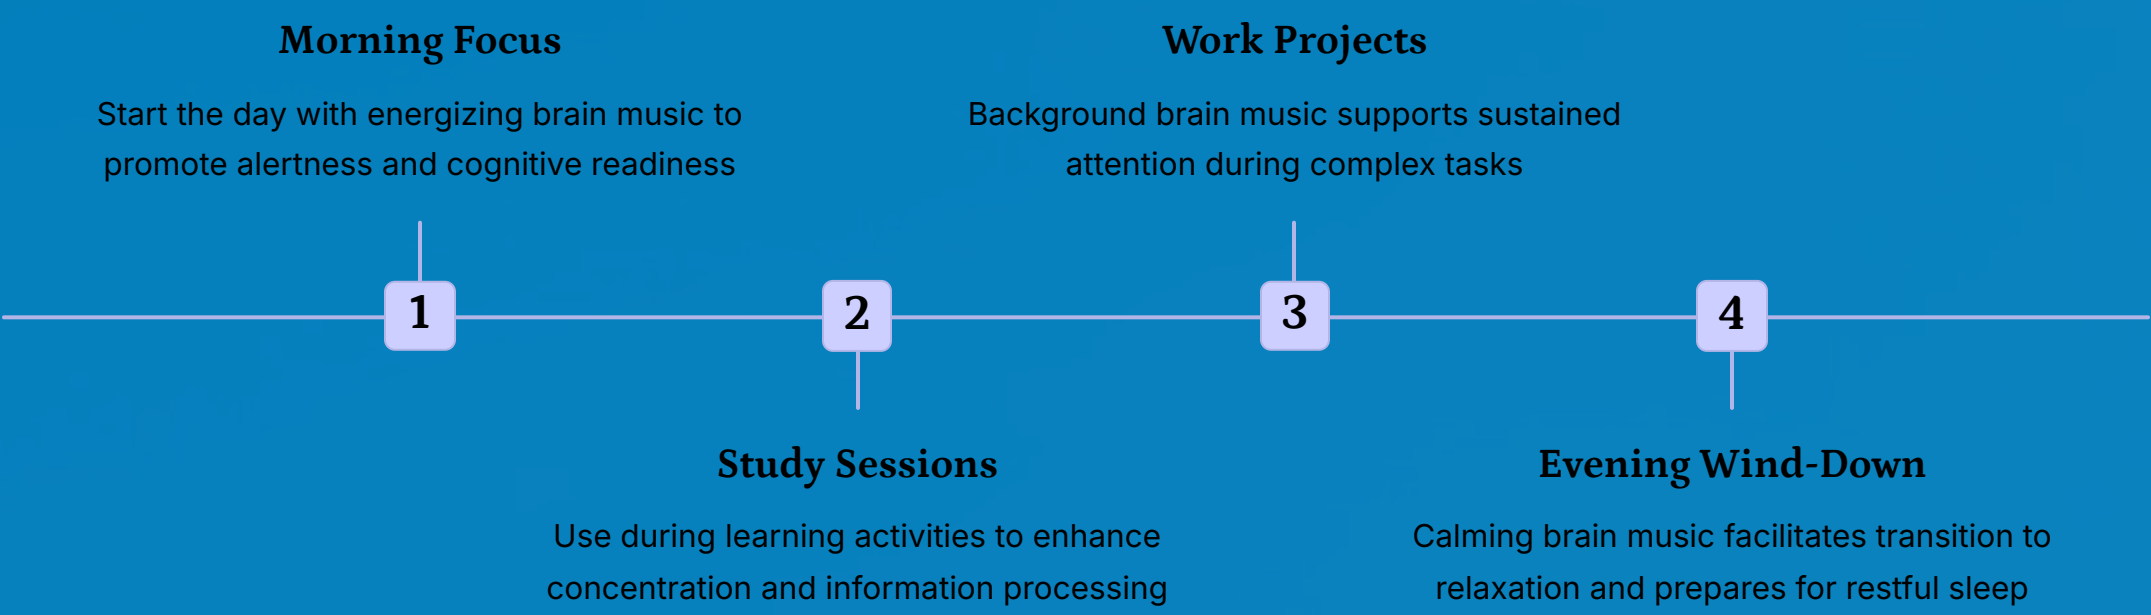 Morning Focus
Start the day with energizing brain music to
promote alertness and cognitive readiness
1
2
Study Sessions
Use during learning activities to enhance
concentration and information processing
Work Projects
Background brain music supports sustained
attention during complex tasks
3
4
Evening Wind-Down
Calming brain music facilitates transition to
relaxation and prepares for restful sleep